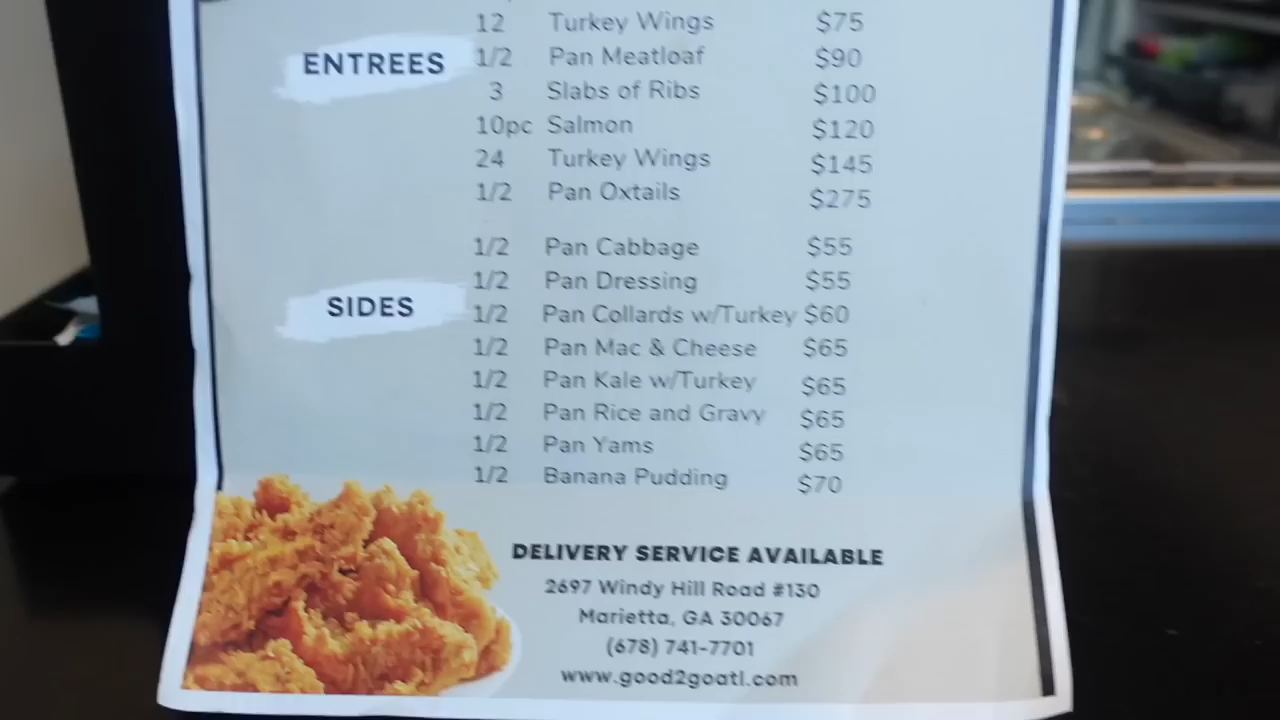 12 Turkey Wings $75
ENTREES 1/2 Pan Meatloaf $90
3 Slabs of Ribs $100
10pc Salmon $120
24 Turkey Wings $145
1/2 Pan Oxtails $275
1/2 Pan Cabbage $55
1/2 Pan Dressing $55
SIDES 1/2 Pan Collards w/Turkey $60
1/2 Pan Mac & Cheese $65
1/2 Pan Kale w/Turkey $65
1/2 Pan Rice and Gravy $65
1/2 Pan Yams $65
1/2 Banana Pudding $70
DELIVERY SERVICE AVAILABLE
2697 Windy Hill Road #130
Marietta, GA 30067
(678) 741-7701
www.good2goatl.com